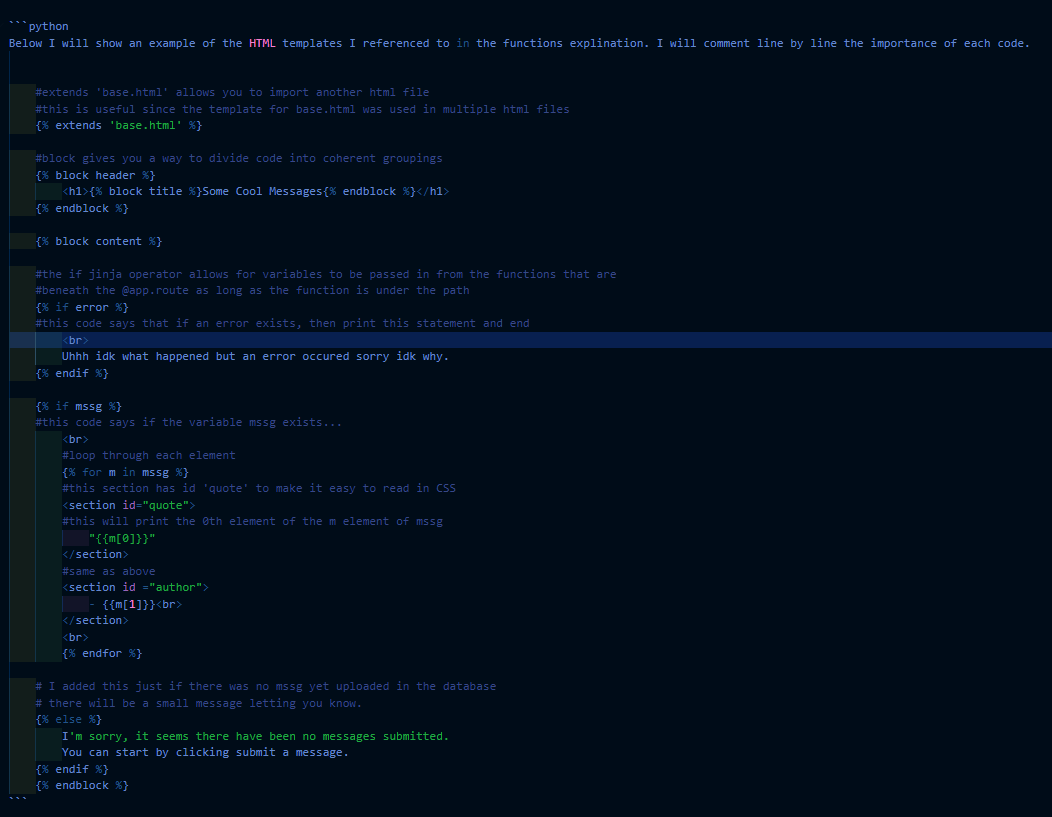 ```python
Below I will show an example of the HTML templates I referenced to in the functions explination. I will comment line by line the importance of each code.
#extends 'base.html' allows you to import another html file
#this is useful since the template for base.html was used in multiple html files
{% extends 'base.html' %}
#block gives you a way to divide code into coherent groupings
{% block header %}
<h1>{% block title %}Some Cool Messages{% endblock %}</h1>
{% endblock %}
{% block content %}
#the if jinja operator allows for variables to be passed in from the functions that are
#beneath the @app.route as long as the function is under the path
{% if error %}
#this code says that if an error exists, then print this statement and end
<br>
Uhhh idk what happened but an error occured sorry idk why.
{% endif %}
{% if mssg %}
#this code says if the variable mssg exists...
<br>
#loop through each element
{% for m in mssg %}
#this section has id 'quote' to make it easy to read in CSS
<section id="quote">
#this will print the 0th element of the m element of mssg
"{{m[0]}}"
</section>
#same as above
<section id ="author">
- {{m[1]}}<br>
</section>
<br>
{% endfor %}
# I added this just if there was no mssg yet uploaded in the database
# there will be a small message letting you know.
{% else %}
I'm sorry, it seems there have been no messages submitted.
You can start by clicking submit a message.
{% endif %}
{% endblock %}
```